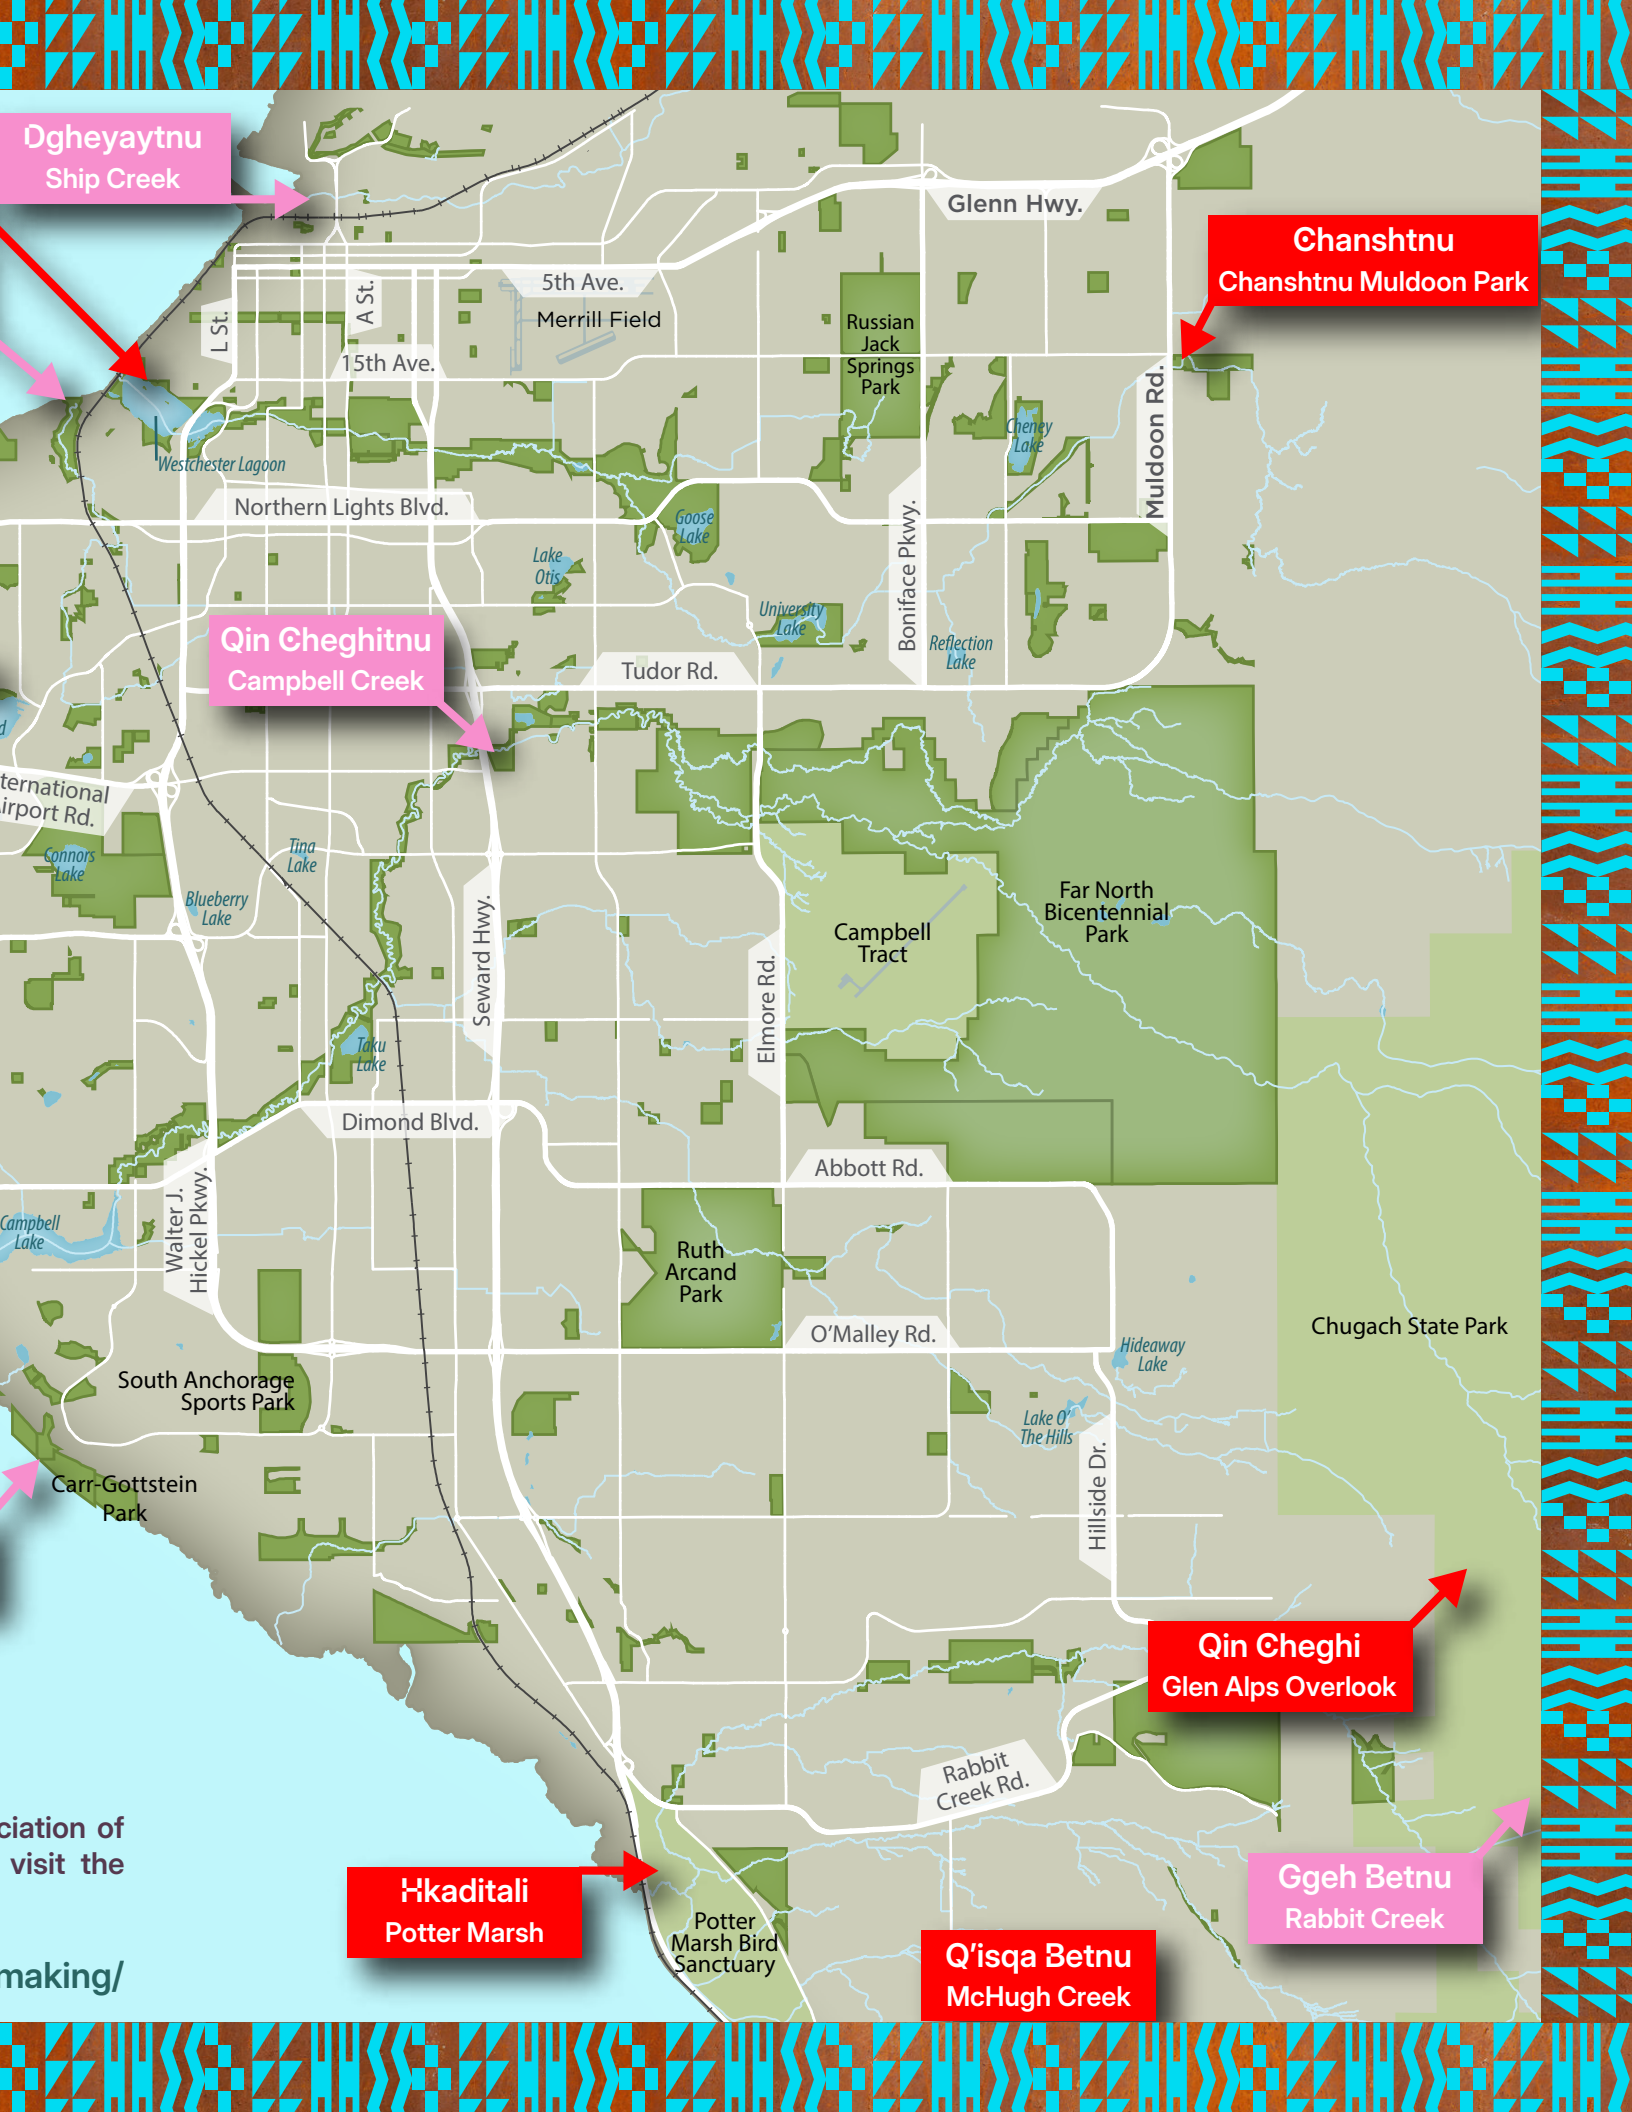 Dgheyaytnu
Ship Creek
Glenn Hwy.
Chanshtnu
Chanshtnu Muldoon Park
5th Ave.
A St.
L St.
Merrill Field
Russian
Jack
Springs
Park
15th Ave.
Muldoon Rd.
Cheney
Lake
Westchester Lagoon
Northern Lights Blvd.
Goose
Lake
Boniface Pkwy.
Lake
Otis
University
Lake
Reflection
Lake
Qin Cheghitnu
Campbell Creek
Tudor Rd.
d
ternational
irport Rd.
Connors
Lake
Tina
Lake
Blueberry
Lake
Seward Hwy.
Campbell
Tract
Far North
Bicentennial
Park
Elmore Rd.
Taku
Lake
Dimond Blvd.
Abbott Rd.
Walter J.
Hickel Pkwy.
Campbell
Lake
Ruth
Arcand
Park
O'Malley Rd.
Chugach State Park
Hideaway
Lake
South Anchorage
Sports Park
Lake O'
The Hills
Hillside Dr.
Carr-Gottstein
Park
Qin Cheghi
Glen Alps Overlook
Rabbit
Creek Rd.
ciation of
visit the
Hkaditali
Potter Marsh
Ggeh Betnu
Rabbit Creek
Potter
Marsh Bird
Sanctuary
Q'isqa Betnu
McHugh Creek
making/